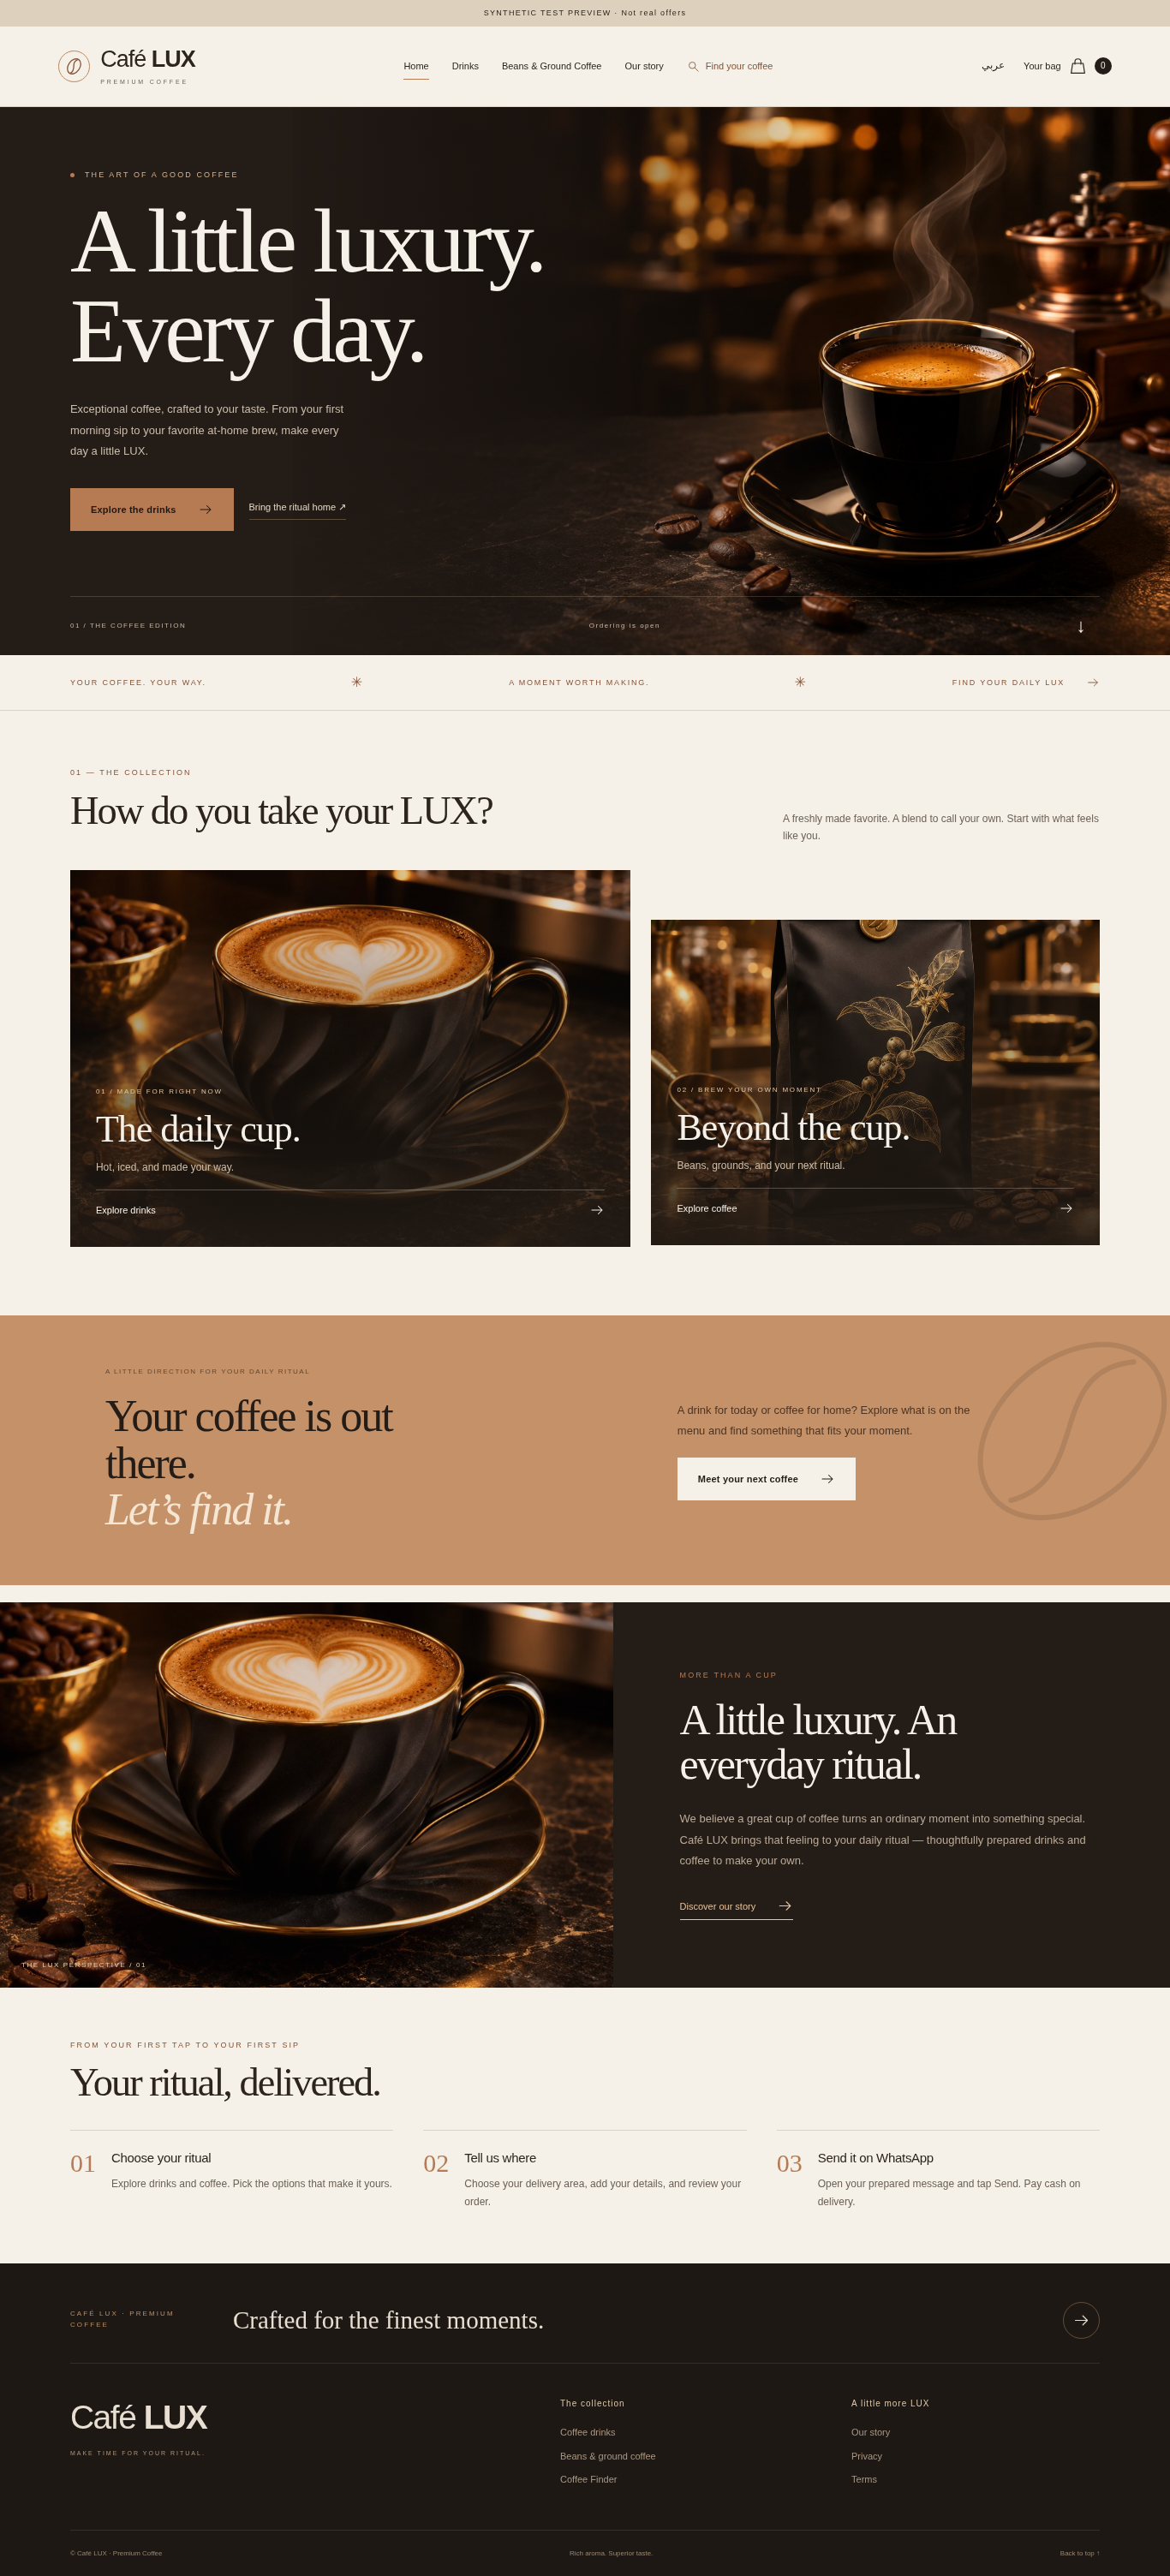 SYNTHETIC TEST PREVIEW · Not real offers
Café LUX
PREMIUM COFFEE
Home
Drinks
Beans & Ground Coffee
Our story
Find your coffee
عربي
Your bag
0
THE ART OF A GOOD COFFEE
A little luxury.
Every day.
Exceptional coffee, crafted to your taste. From your first
morning sip to your favorite at-home brew, make every
day a little LUX.
Explore the drinks →
Bring the ritual home ↗
01 / THE COFFEE EDITION
Ordering is open
↓
YOUR COFFEE. YOUR WAY.
✳
A MOMENT WORTH MAKING.
✳
FIND YOUR DAILY LUX →
01 — THE COLLECTION
How do you take your LUX?
A freshly made favorite. A blend to call your own. Start with what feels
like you.
01 / MADE FOR RIGHT NOW
The daily cup.
Hot, iced, and made your way.
Explore drinks →
02 / BREW YOUR OWN MOMENT
Beyond the cup.
Beans, grounds, and your next ritual.
Explore coffee →
A LITTLE DIRECTION FOR YOUR DAILY RITUAL
Your coffee is out
there.
Let’s find it.
A drink for today or coffee for home? Explore what is on the
menu and find something that fits your moment.
Meet your next coffee →
THE LUX PERSPECTIVE / 01
MORE THAN A CUP
A little luxury. An
everyday ritual.
We believe a great cup of coffee turns an ordinary moment into something special.
Café LUX brings that feeling to your daily ritual — thoughtfully prepared drinks and
coffee to make your own.
Discover our story →
FROM YOUR FIRST TAP TO YOUR FIRST SIP
Your ritual, delivered.
01
Choose your ritual
Explore drinks and coffee. Pick the options that make it yours.
02
Tell us where
Choose your delivery area, add your details, and review your
order.
03
Send it on WhatsApp
Open your prepared message and tap Send. Pay cash on
delivery.
CAFÉ LUX · PREMIUM
COFFEE
Crafted for the finest moments.
→
Café LUX
MAKE TIME FOR YOUR RITUAL.
The collection
Coffee drinks
Beans & ground coffee
Coffee Finder
A little more LUX
Our story
Privacy
Terms
© Café LUX · Premium Coffee
Rich aroma. Superior taste.
Back to top ↑